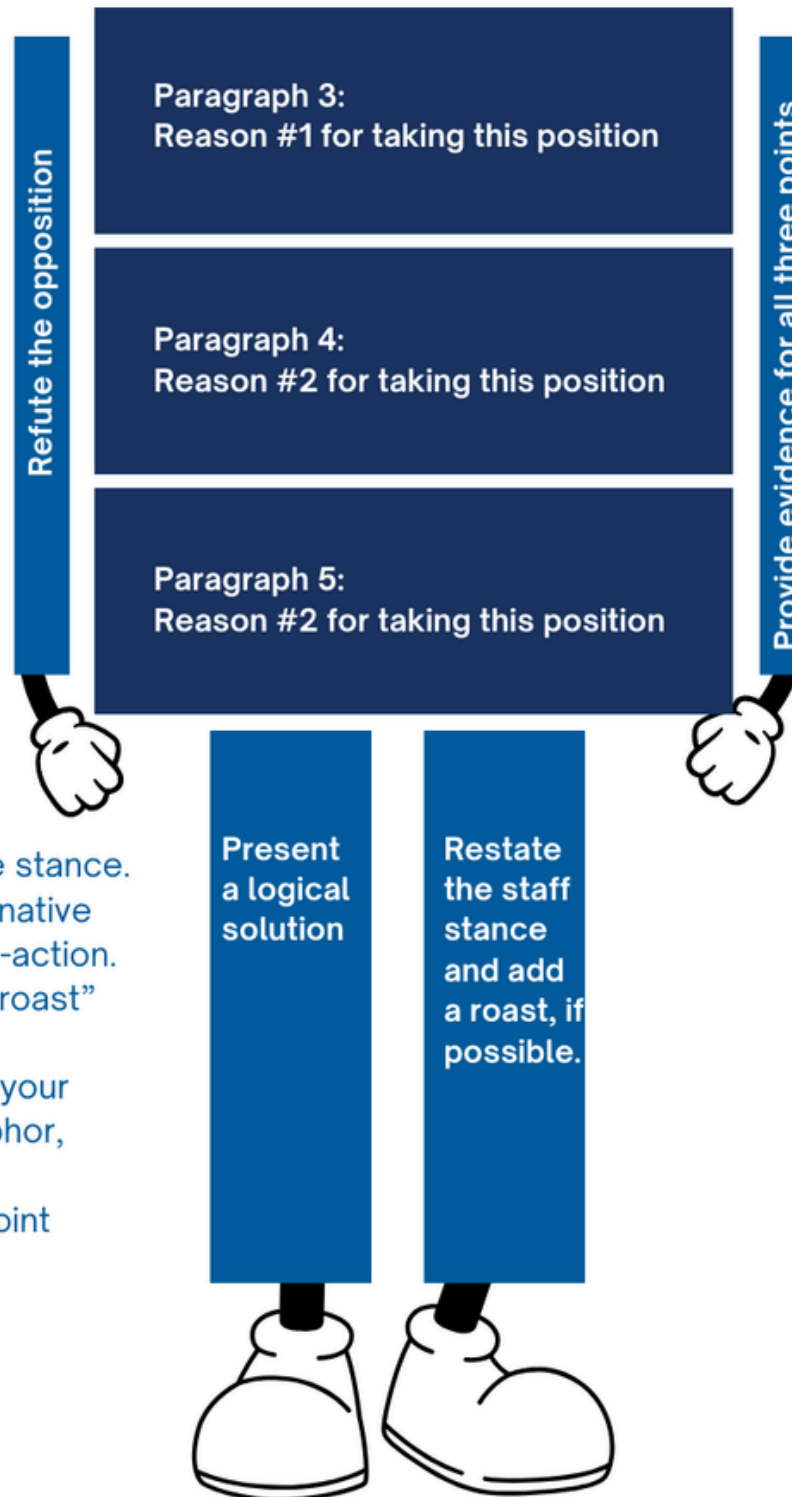 Refute the opposition
Paragraph 3:
Reason #1 for taking this position
Paragraph 4:
Reason #2 for taking this position
Paragraph 5:
Reason #2 for taking this position
Provide evidence for all three points
stance.
native
-action.
roast”
your
phor,
oint
Present
a logical
solution
Restate
the staff
stance
and add
a roast, if
possible.